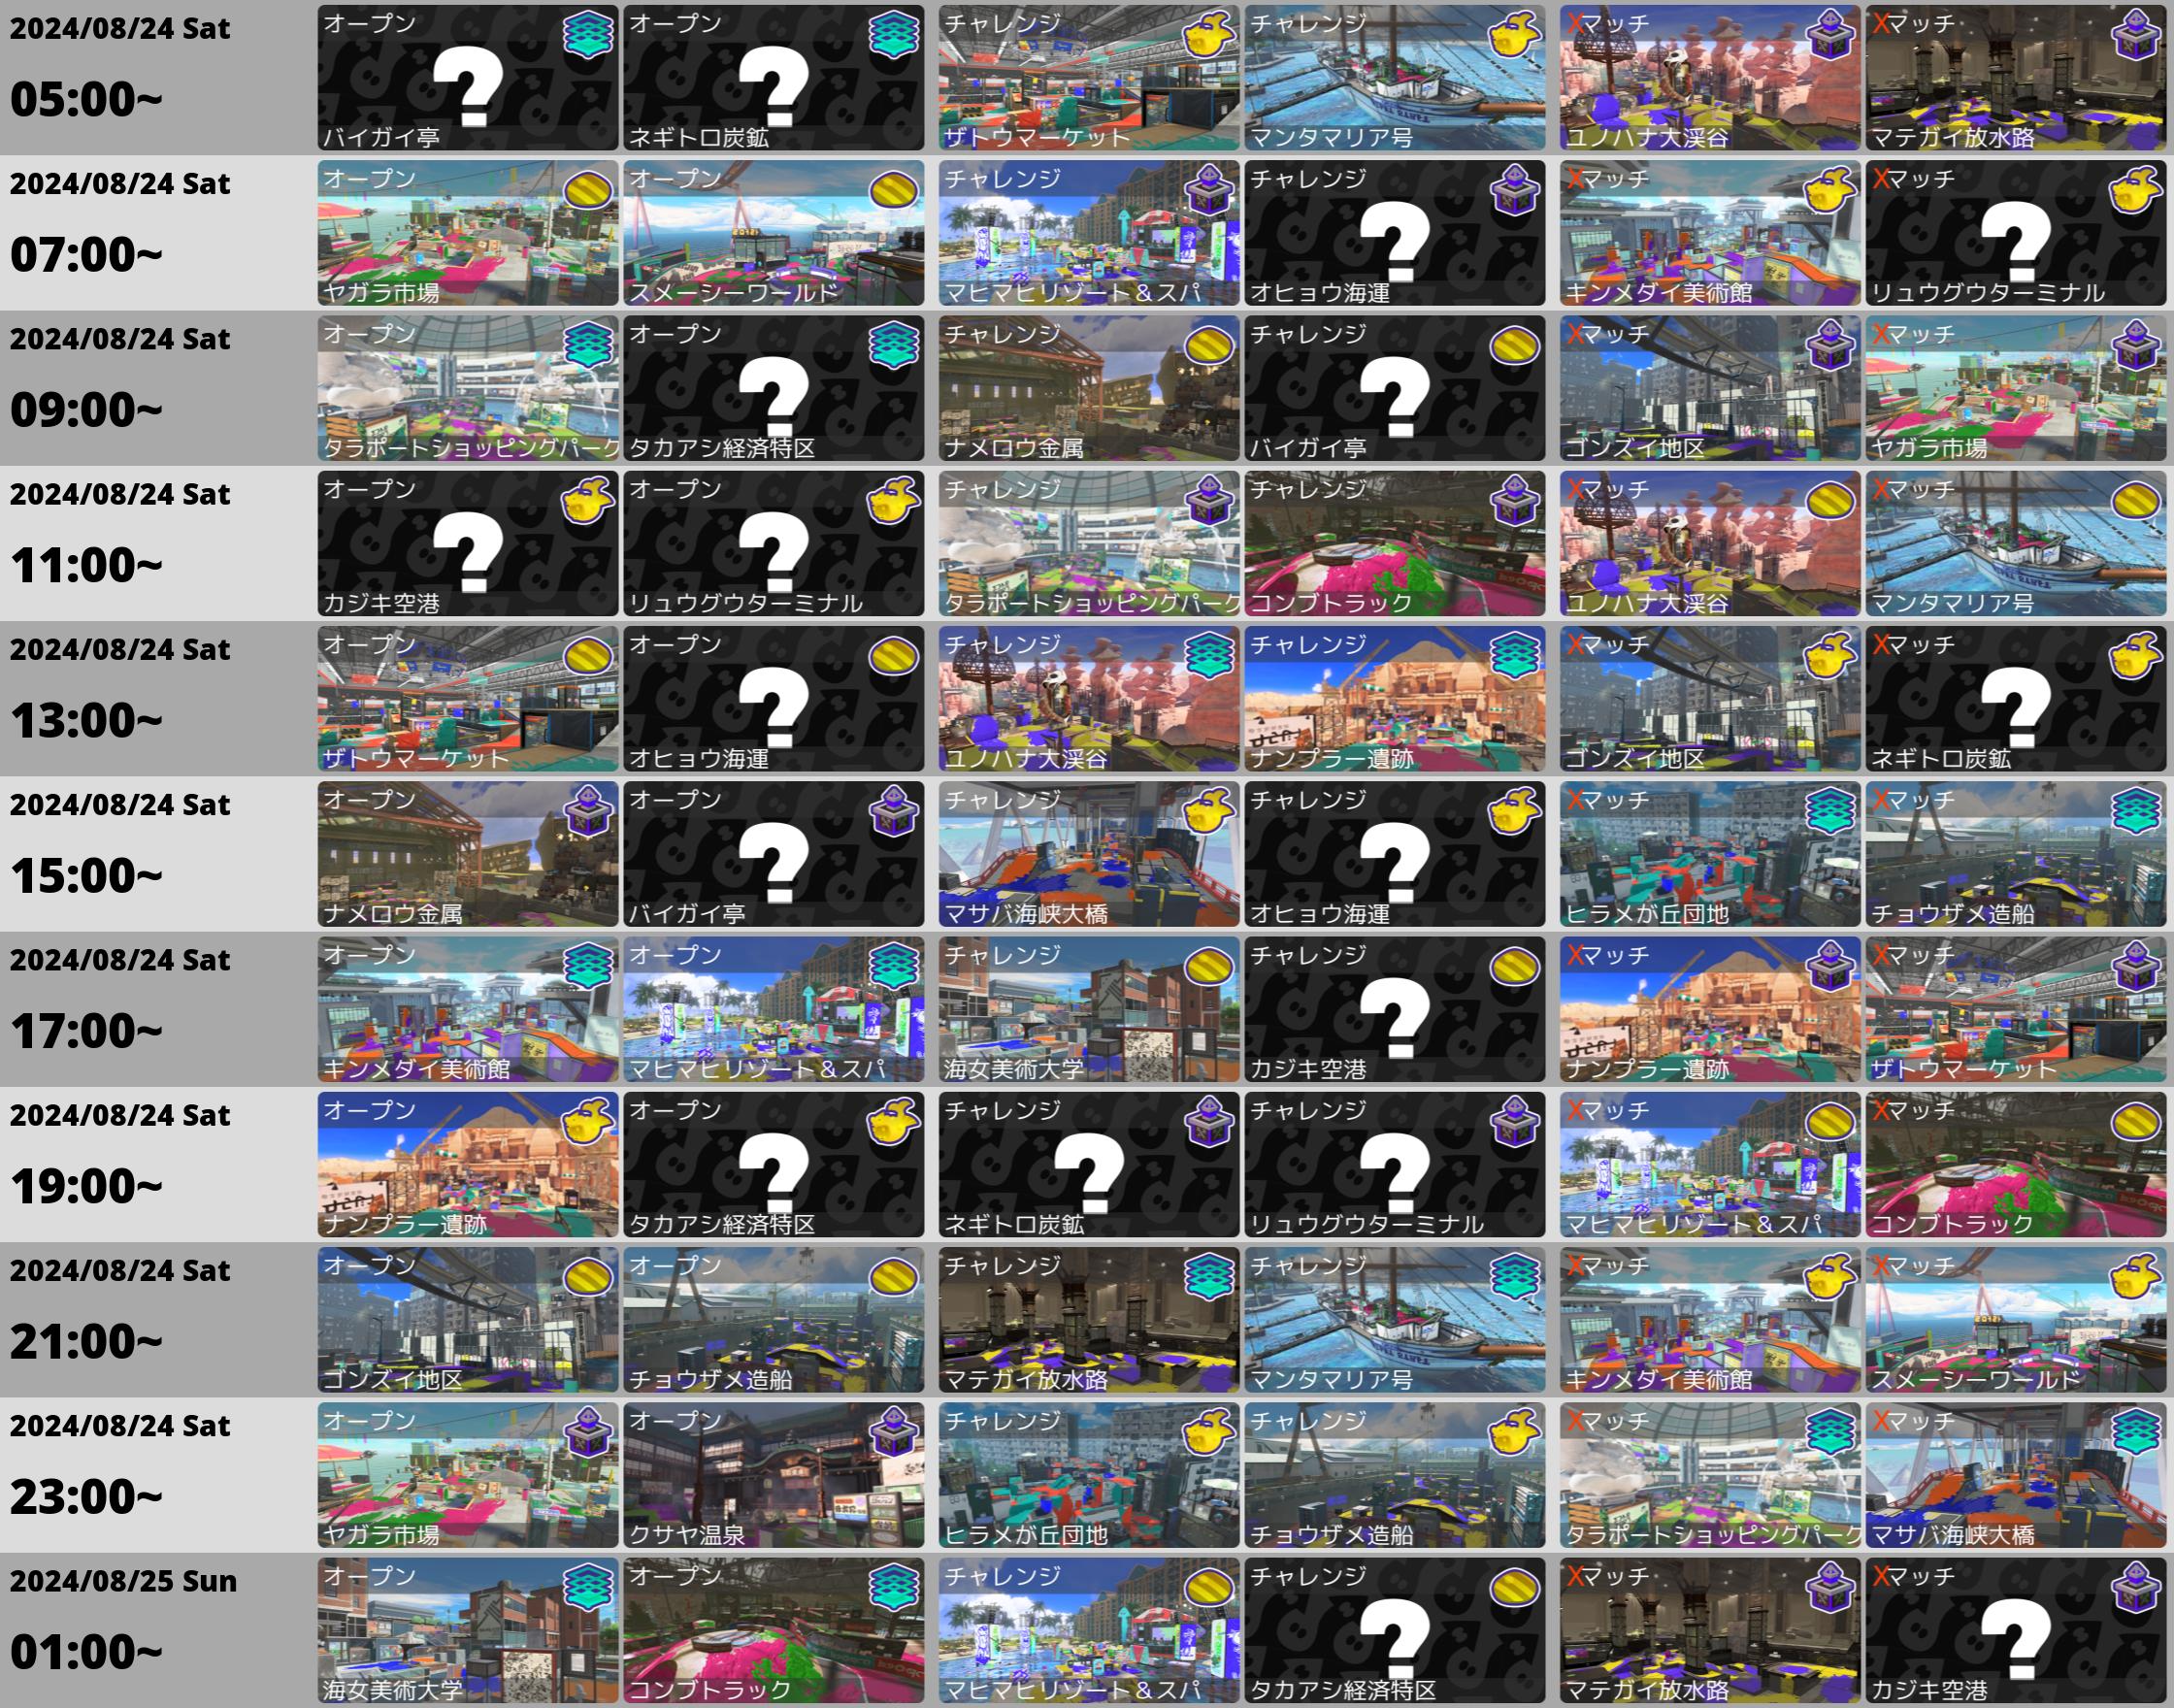 2024/08/24 Sat
05:00~
オープン
バイガイ亭
オープン
ネギトロ炭鉱
チャレンジ
ザトウマーケット
チャレンジ
マンタマリア号
Xマッチ
ユノハナ大渓谷
Xマッチ
マテガイ放水路
2024/08/24 Sat
07:00~
オープン
ヤガラ市場
オープン
スメーシーワールド
チャレンジ
マヒマヒリゾート&スパ
チャレンジ
オヒョウ海運
Xマッチ
キンメダイ美術館
Xマッチ
リュウグウターミナル
2024/08/24 Sat
09:00~
オープン
タラポートショッピングパーク
オープン
タカアシ経済特区
チャレンジ
ナメロウ金属
チャレンジ
バイガイ亭
Xマッチ
ゴンズイ地区
Xマッチ
ヤガラ市場
2024/08/24 Sat
11:00~
オープン
カジキ空港
オープン
リュウグウターミナル
チャレンジ
タラポートショッピングパーク
チャレンジ
コンブトラック
Xマッチ
ユノハナ大渓谷
Xマッチ
マンタマリア号
2024/08/24 Sat
13:00~
オープン
ザトウマーケット
オープン
オヒョウ海運
チャレンジ
ユノハナ大渓谷
チャレンジ
ナンプラー遺跡
Xマッチ
ゴンズイ地区
Xマッチ
ネギトロ炭鉱
2024/08/24 Sat
15:00~
オープン
ナメロウ金属
オープン
バイガイ亭
チャレンジ
マサバ海峡大橋
チャレンジ
オヒョウ海運
Xマッチ
ヒラメが丘団地
Xマッチ
チョウザメ造船
2024/08/24 Sat
17:00~
オープン
キンメダイ美術館
オープン
マヒマヒリゾート&スパ
チャレンジ
海女美術大学
チャレンジ
カジキ空港
Xマッチ
ナンプラー遺跡
Xマッチ
ザトウマーケット
2024/08/24 Sat
19:00~
オープン
ナンプラー遺跡
オープン
タカアシ経済特区
チャレンジ
ネギトロ炭鉱
チャレンジ
リュウグウターミナル
Xマッチ
マヒマヒリゾート&スパ
Xマッチ
コンブトラック
2024/08/24 Sat
21:00~
オープン
ゴンズイ地区
オープン
チョウザメ造船
チャレンジ
マテガイ放水路
チャレンジ
マンタマリア号
Xマッチ
キンメダイ美術館
Xマッチ
スメーシーワールド
2024/08/24 Sat
23:00~
オープン
ヤガラ市場
オープン
クサヤ温泉
チャレンジ
ヒラメが丘団地
チャレンジ
チョウザメ造船
Xマッチ
タラポートショッピングパーク
Xマッチ
マサバ海峡大橋
2024/08/25 Sun
01:00~
オープン
海女美術大学
オープン
コンブトラック
チャレンジ
マヒマヒリゾート&スパ
チャレンジ
タカアシ経済特区
Xマッチ
マテガイ放水路
Xマッチ
カジキ空港